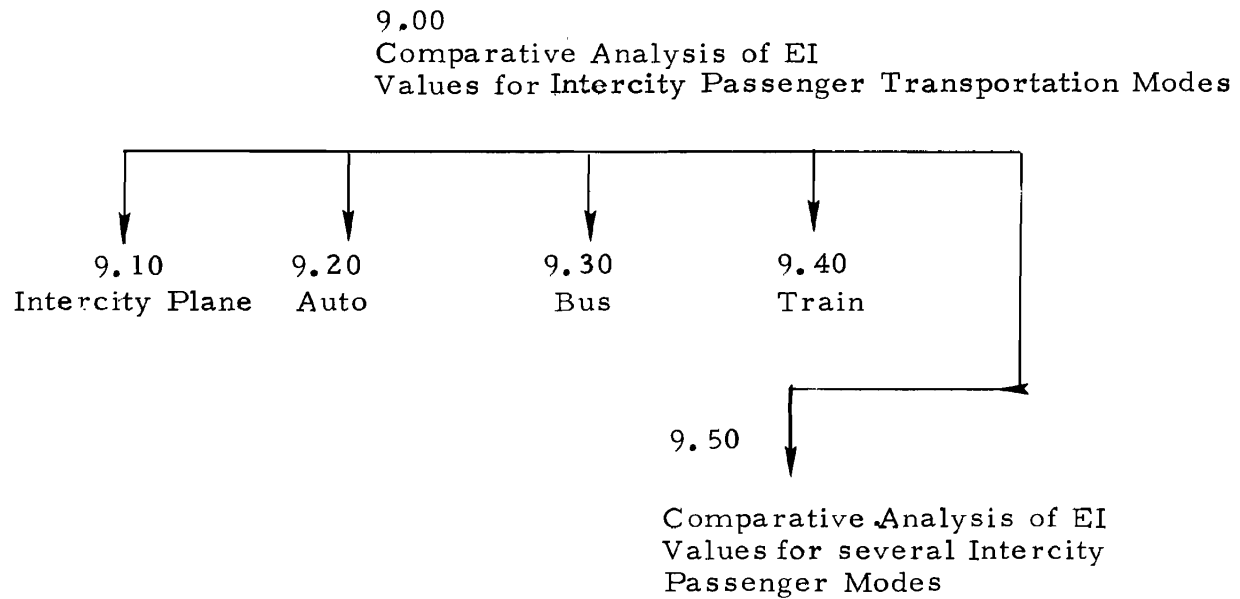 9.00
Comparative Analysis of EI
Values for Intercity Passenger Transportation Modes
9.10
Intercity Plane
9.20
Auto
9.30
Bus
9.40
Train
9.50
Comparative Analysis of EI
Values for several Intercity
Passenger Modes